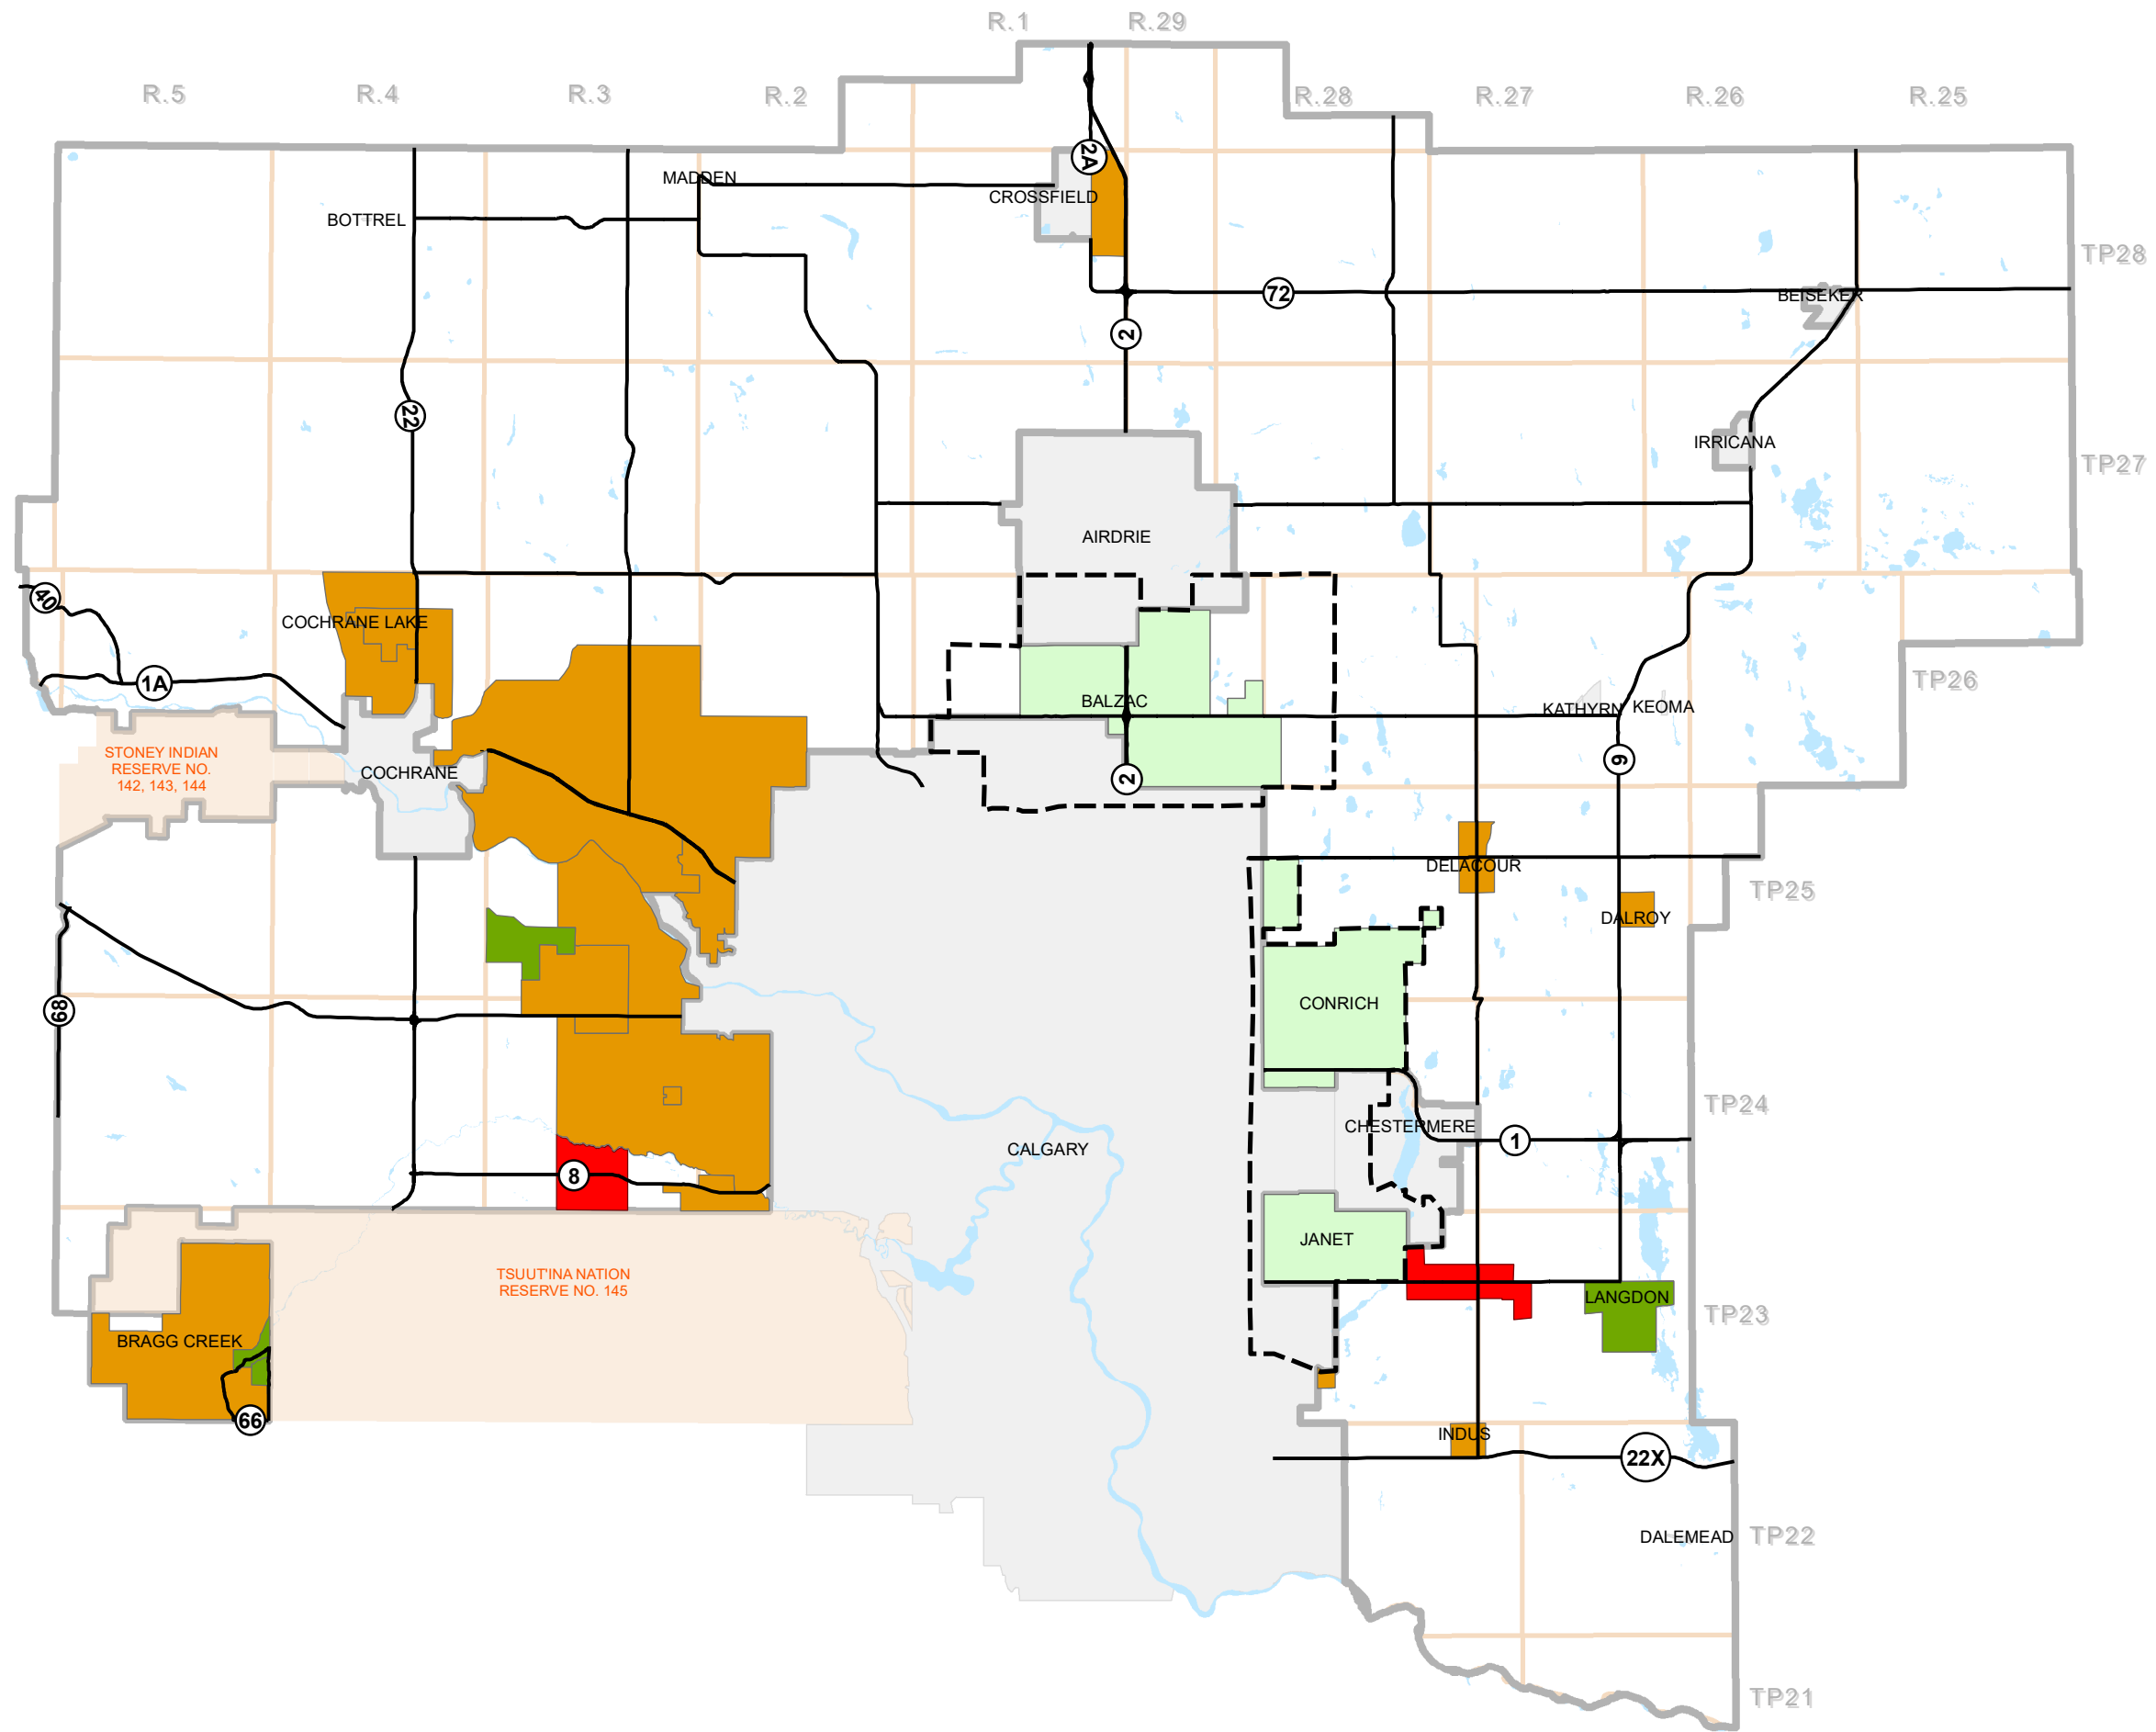 R.1
R.29
R.5
R.4
R.3
R.2
R.28
R.27
R.26
R.25
2A
MADDEN
CROSSFIELD
BOTTREL
TP28
72
BEISEKER
2
22
IRRICANA
TP27
AIRDRIE
40
COCHRANE LAKE
1A
TP26
BALZAC
KATHYRN
KEOMA
STONEY INDIAN
RESERVE NO.
142, 143, 144
COCHRANE
2
9
DELACOUR
TP25
DALROY
68
CONRICH
TP24
CHESTERMERE
1
CALGARY
8
JANET
TSUUT'INA NATION
RESERVE NO. 145
LANGDON
TP23
BRAGG CREEK
66
INDUS
22X
DALEMEAD
TP22
TP21